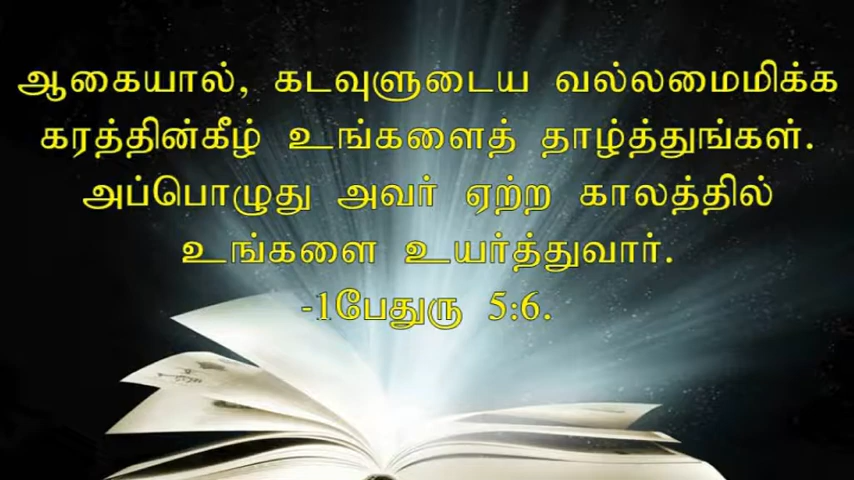 ஆகையால், கடவுளுடைய வல்லமைமிக்க
கரத்தின்கீழ் உங்களைத் தாழ்த்துங்கள்.
அப்பொழுது அவர் ஏற்ற காலத்தில்
உங்களை உயர்த்துவார்.
-1பேதுரு 5:6.